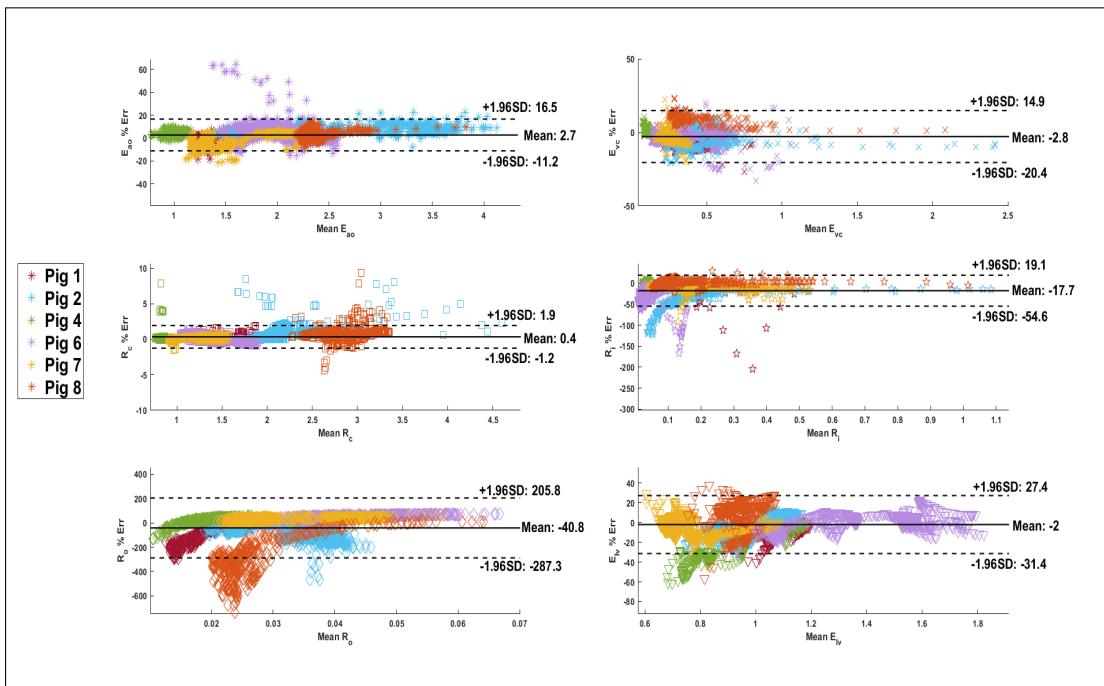 60
40
20
0
-20
-40
E_ao % Err
+1.96SD: 16.5
Mean: 2.7
-1.96SD: -11.2
1
1.5
2
2.5
3
3.5
4
Mean E_ao
50
0
-50
E_vc % Err
+1.96SD: 14.9
Mean: -2.8
-1.96SD: -20.4
0.5
1
1.5
2
2.5
Mean E_vc
Pig 1
Pig 2
Pig 4
Pig 6
Pig 7
Pig 8
10
5
0
-5
-10
R_c % Err
+1.96SD: 1.9
Mean: 0.4
-1.96SD: -1.2
1
1.5
2
2.5
3
3.5
4
4.5
Mean R_c
50
0
-50
-100
-150
-200
-250
-300
R_i % Err
+1.96SD: 19.1
Mean: -17.7
-1.96SD: -54.6
0.1
0.2
0.3
0.4
0.5
0.6
0.7
0.8
0.9
1
1.1
Mean R_i
400
200
0
-200
-400
-600
R_o % Err
+1.96SD: 205.8
Mean: -40.8
-1.96SD: -287.3
0.02
0.03
0.04
0.05
0.06
0.07
Mean R_o
40
20
0
-20
-40
-60
-80
E_lv % Err
+1.96SD: 27.4
Mean: -2
-1.96SD: -31.4
0.6
0.8
1
1.2
1.4
1.6
1.8
Mean E_lv